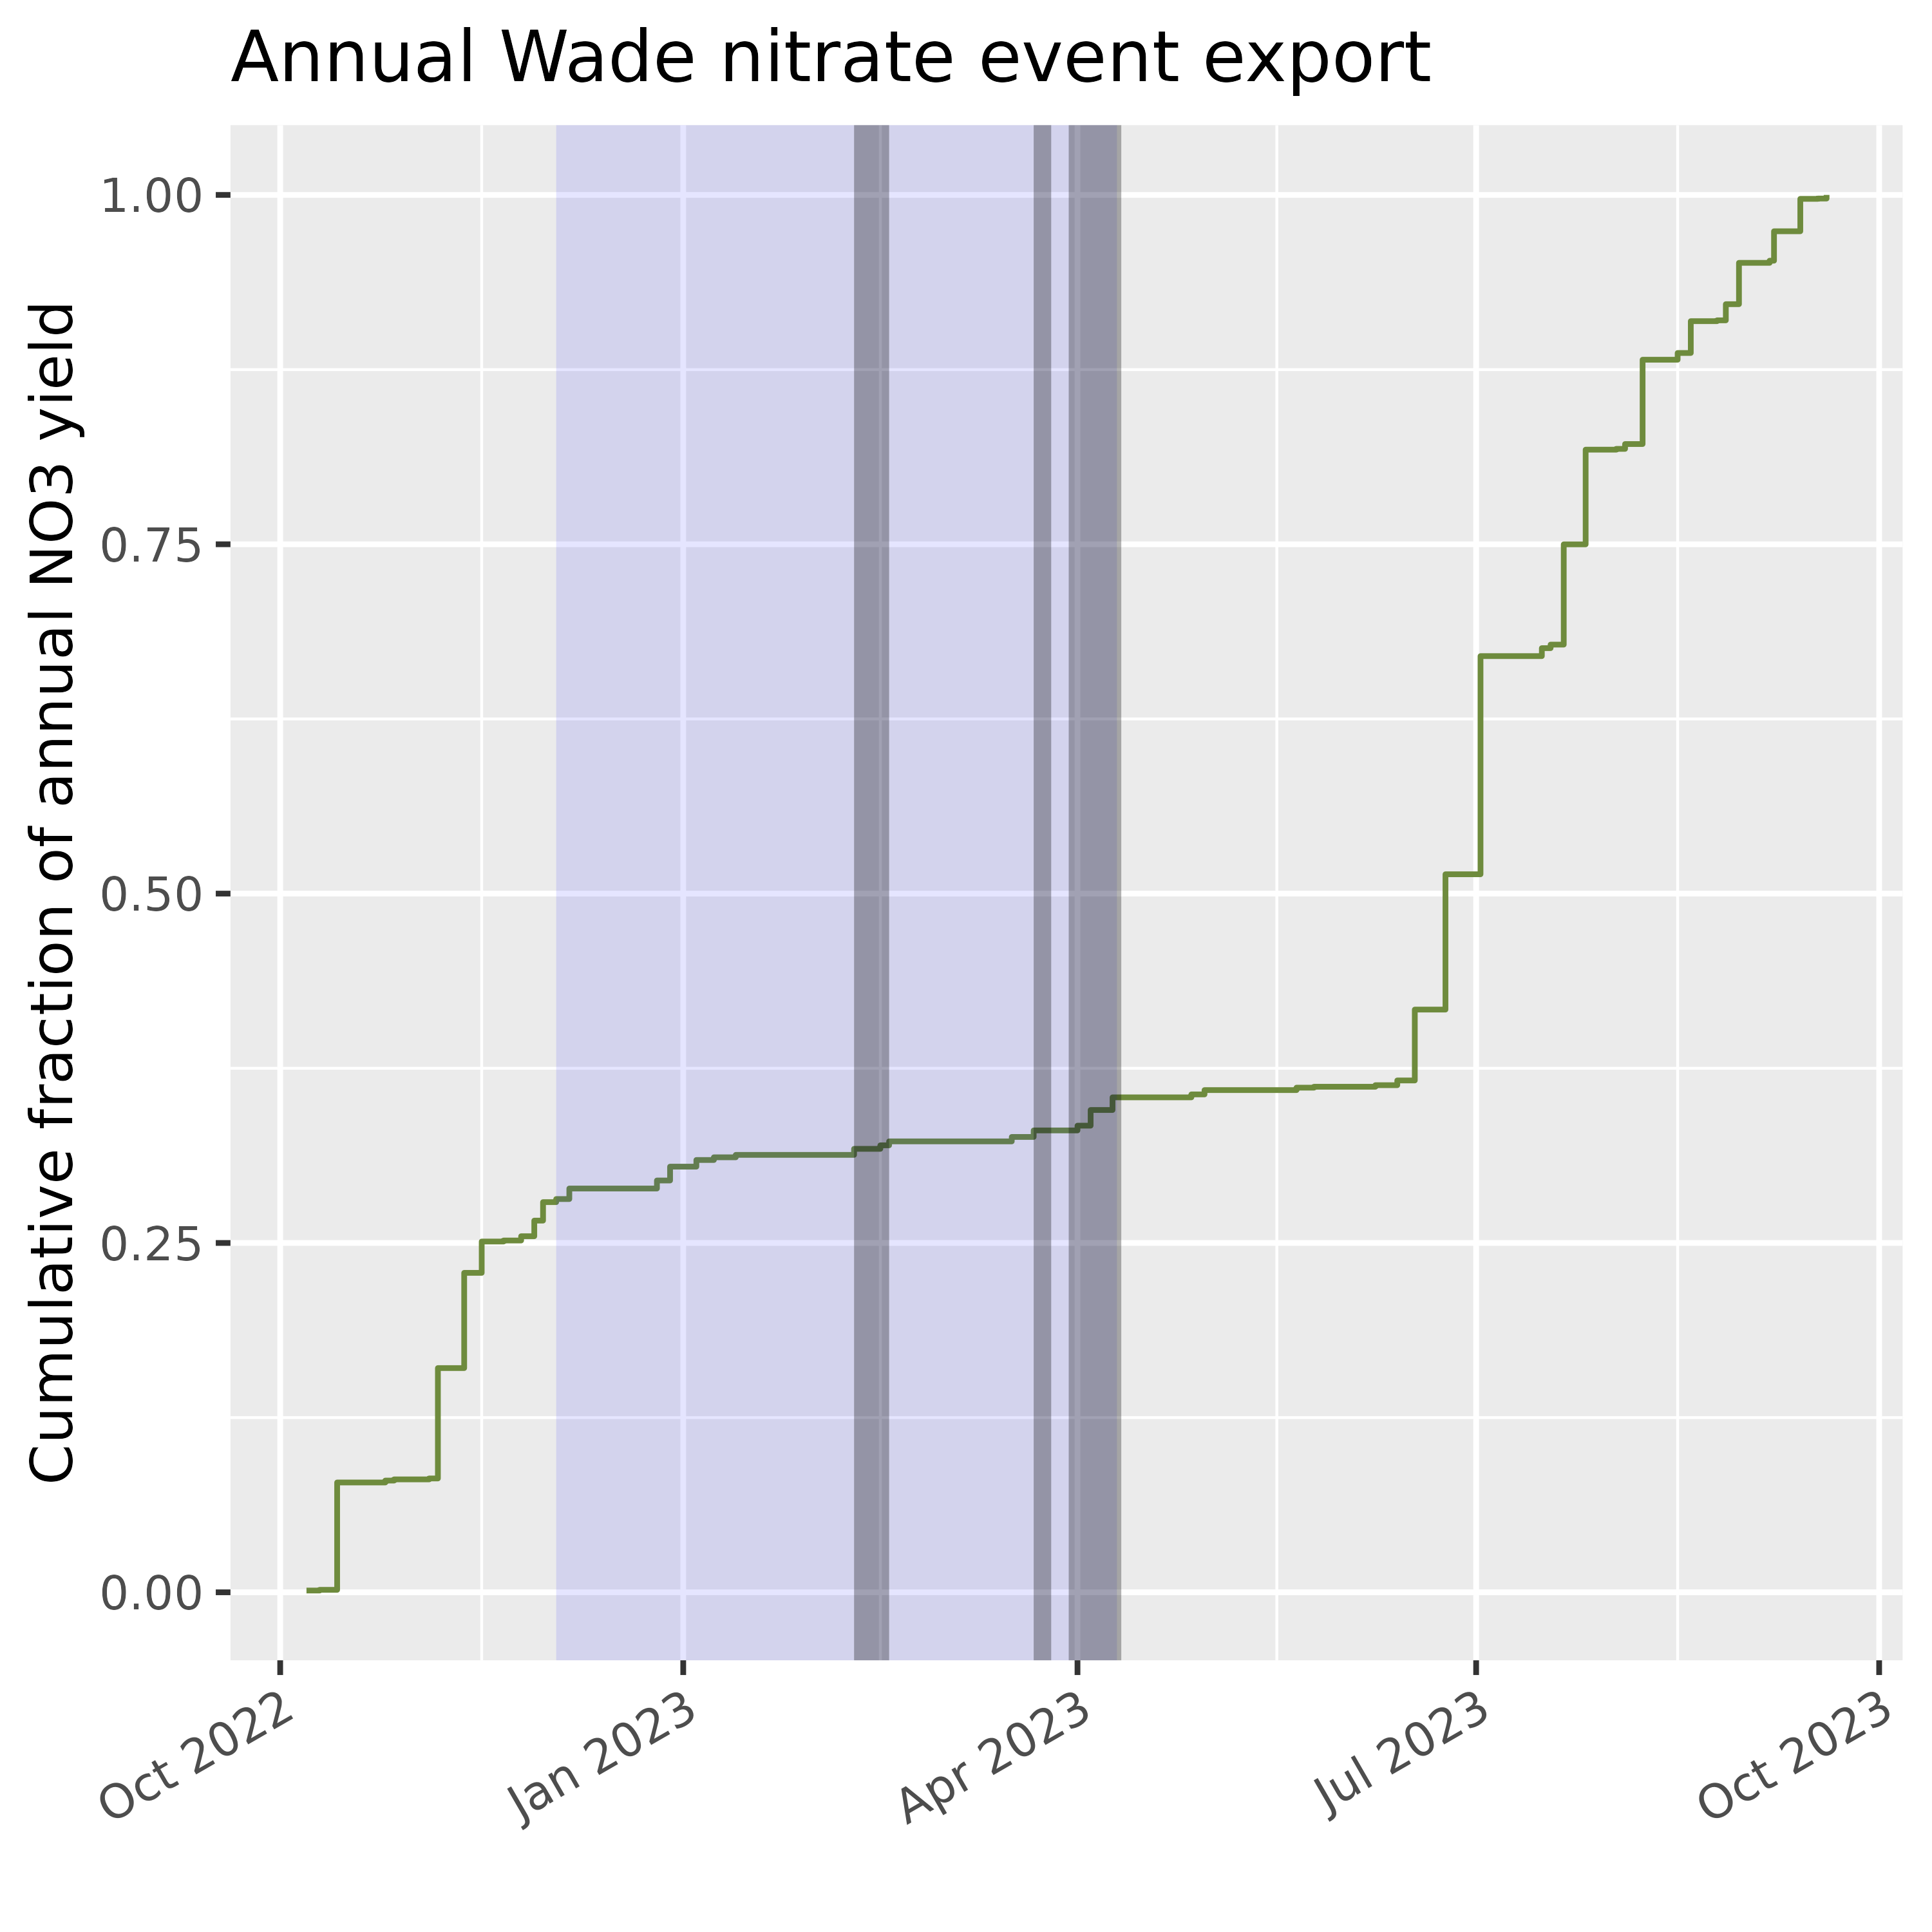 Annual Wade nitrate event export
Cumulative fraction of annual NO3 yield
1.00
0.75
0.50
0.25
0.00
Oct 2022
Jan 2023
Apr 2023
Jul 2023
Oct 2023